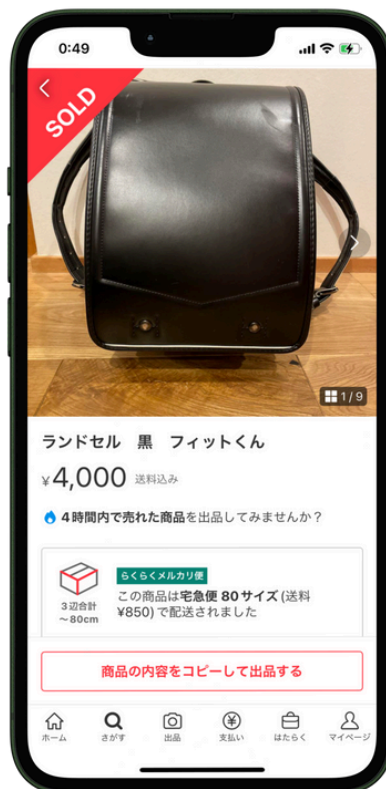 0:49
SOLD
1/9
ランドセル 黒 フィットくん
¥4,000 送料込み
4時間内で売れた商品を出品してみませんか?
らくらくメルカリ便
この商品は宅急便 80 サイズ (送料
¥850) で配送されました
3辺合計
~80cm
商品の内容をコピーして出品する
ホーム
さがす
出品
支払い
はたらく
マイページ